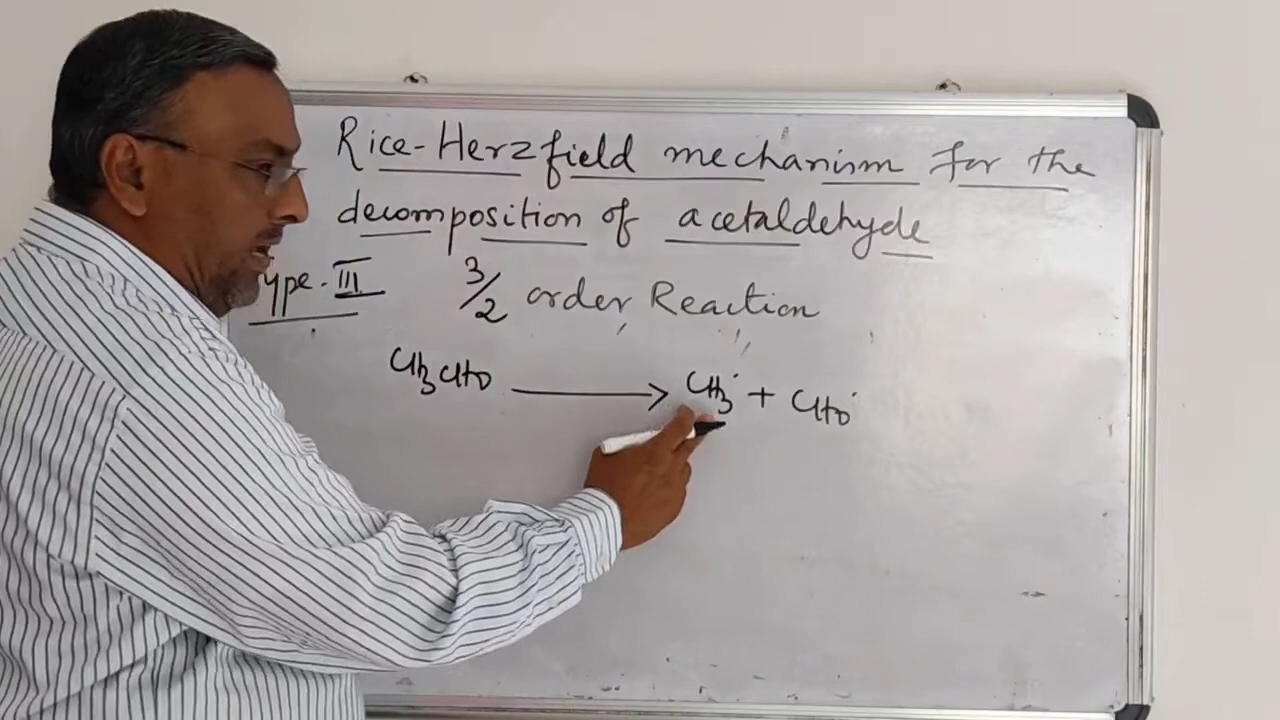 Rice-Herzfield mechanism for the
decomposition of acetaldehyde
ype-III 3/2 order Reaction
CH3CHO ⟶ CH3˙ + CHO˙